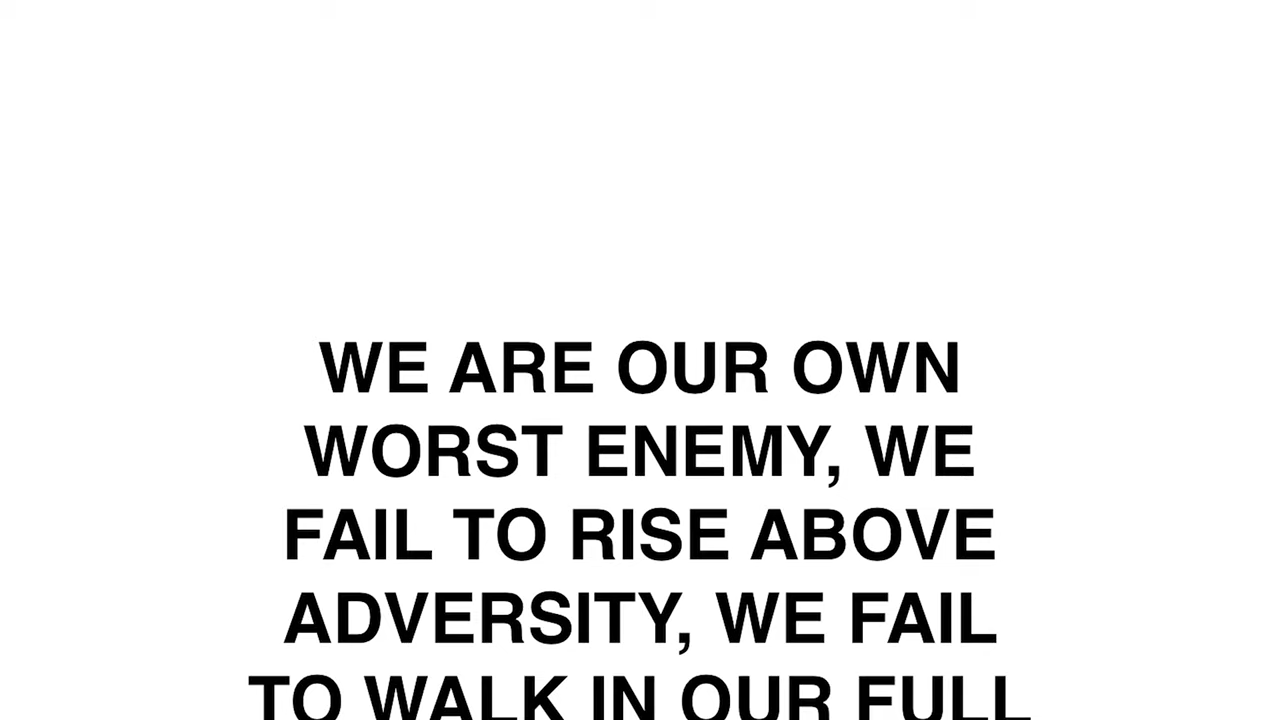 WE ARE OUR OWN
WORST ENEMY, WE
FAIL TO RISE ABOVE
ADVERSITY, WE FAIL
TO WALK IN OUR FULL